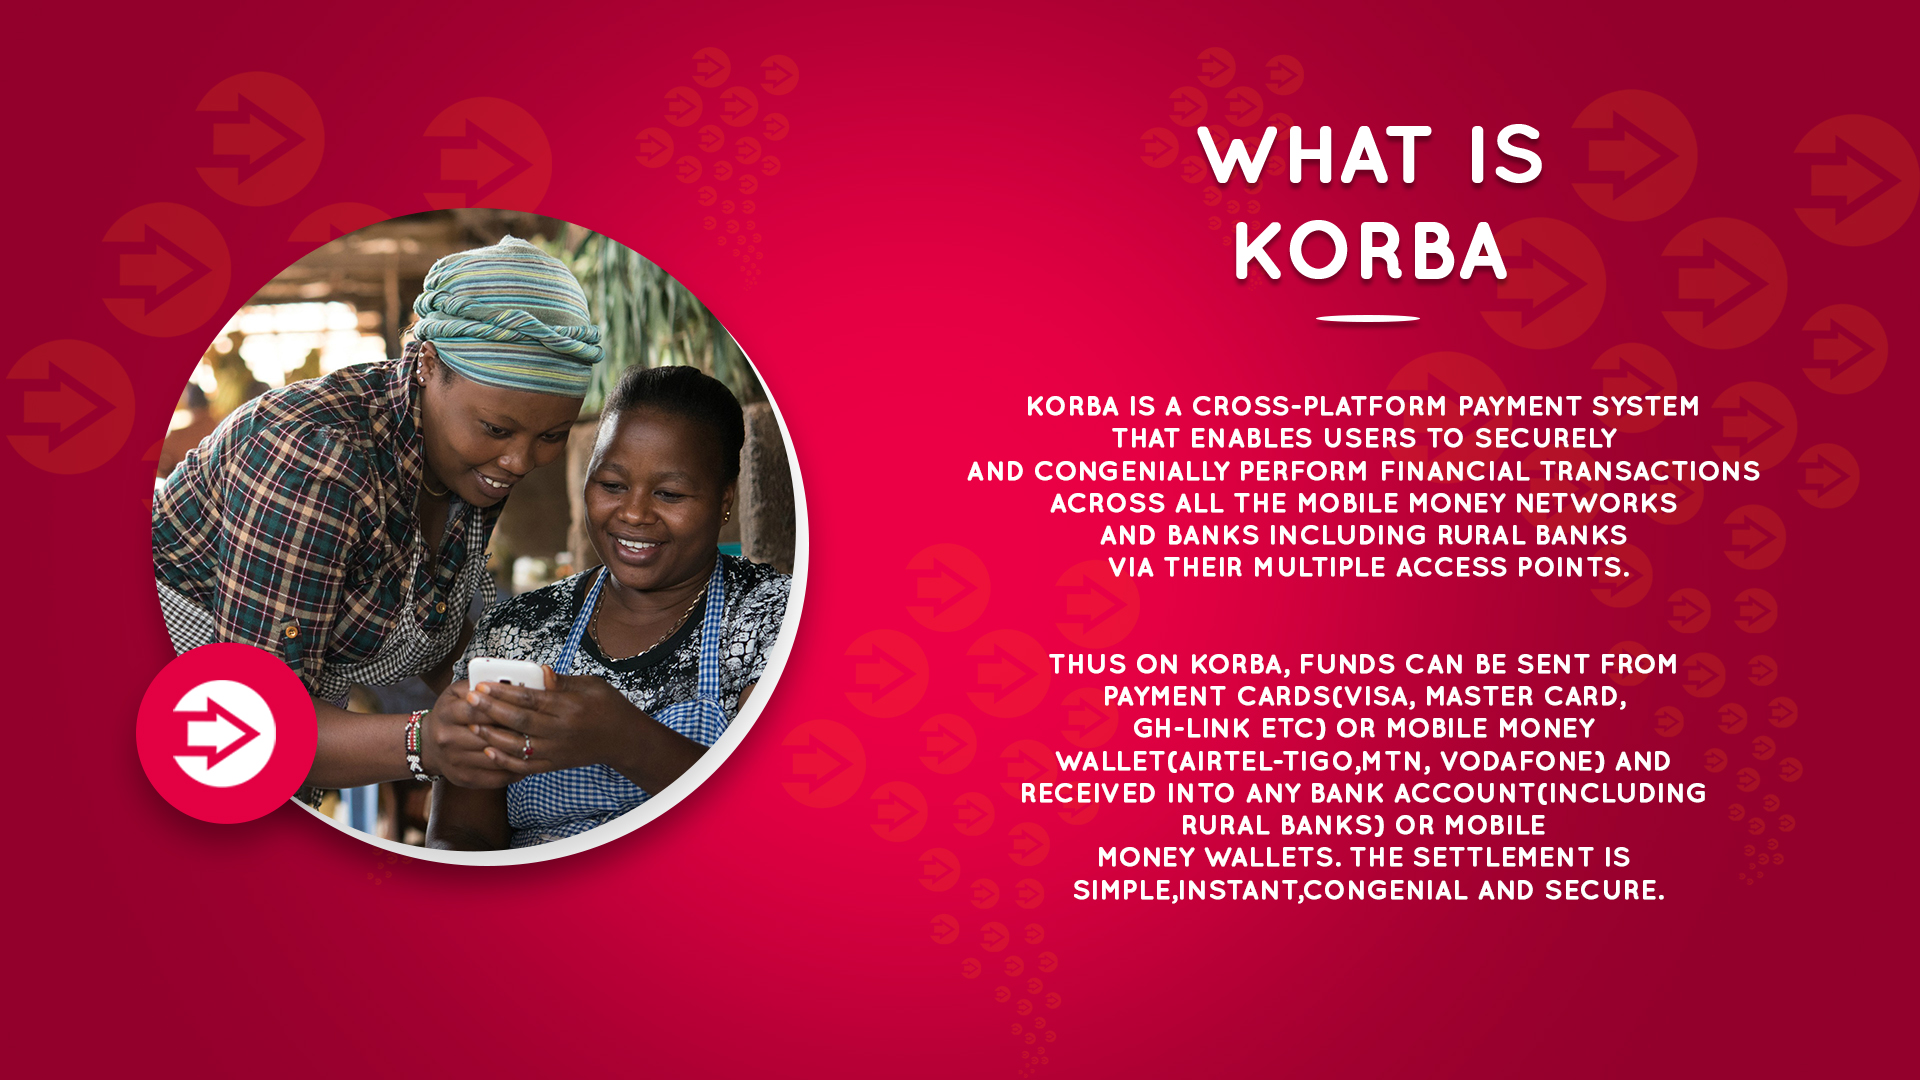 WHAT IS
KORBA
KORBA IS A CROSS-PLATFORM PAYMENT SYSTEM
THAT ENABLES USERS TO SECURELY
AND CONGENIALLY PERFORM FINANCIAL TRANSACTIONS
ACROSS ALL THE MOBILE MONEY NETWORKS
AND BANKS INCLUDING RURAL BANKS
VIA THEIR MULTIPLE ACCESS POINTS.
THUS ON KORBA, FUNDS CAN BE SENT FROM
PAYMENT CARDS(VISA, MASTER CARD,
GH-LINK ETC) OR MOBILE MONEY
WALLET(AIRTEL-TIGO,MTN, VODAFONE) AND
RECEIVED INTO ANY BANK ACCOUNT(INCLUDING
RURAL BANKS) OR MOBILE
MONEY WALLETS. THE SETTLEMENT IS
SIMPLE,INSTANT,CONGENIAL AND SECURE.